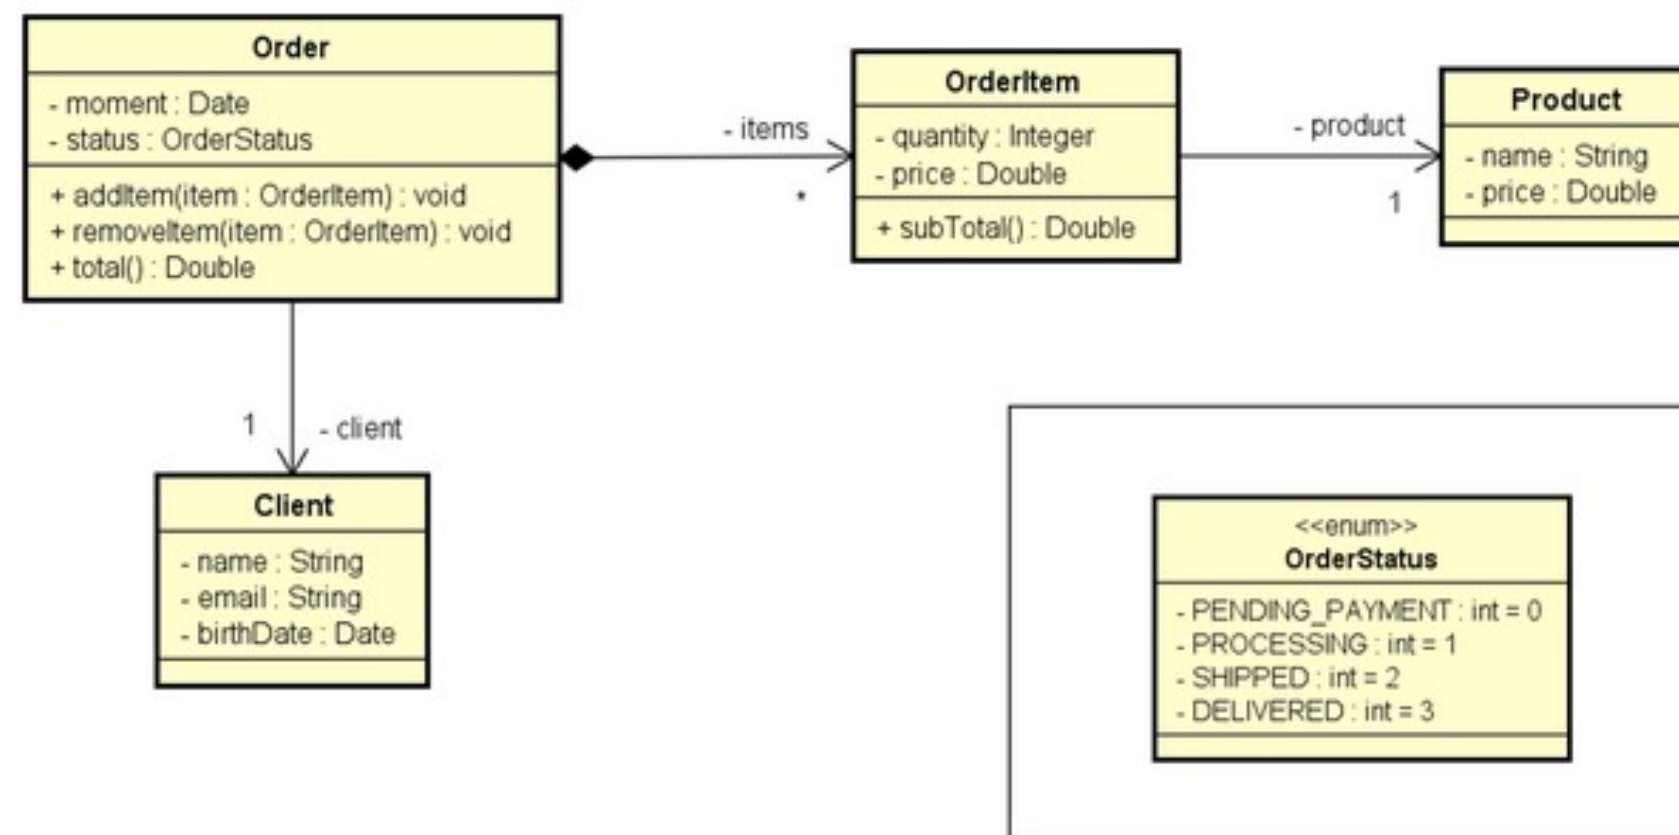 Order
- moment : Date
- status : OrderStatus
+ addItem(item : OrderItem) : void
+ removeItem(item : OrderItem) : void
+ total() : Double
- items
*
OrderItem
- quantity : Integer
- price : Double
+ subTotal() : Double
- product
1
Product
- name : String
- price : Double
1
- client
Client
- name : String
- email : String
- birthDate : Date
<<enum>>
OrderStatus
- PENDING_PAYMENT : int = 0
- PROCESSING : int = 1
- SHIPPED : int = 2
- DELIVERED : int = 3